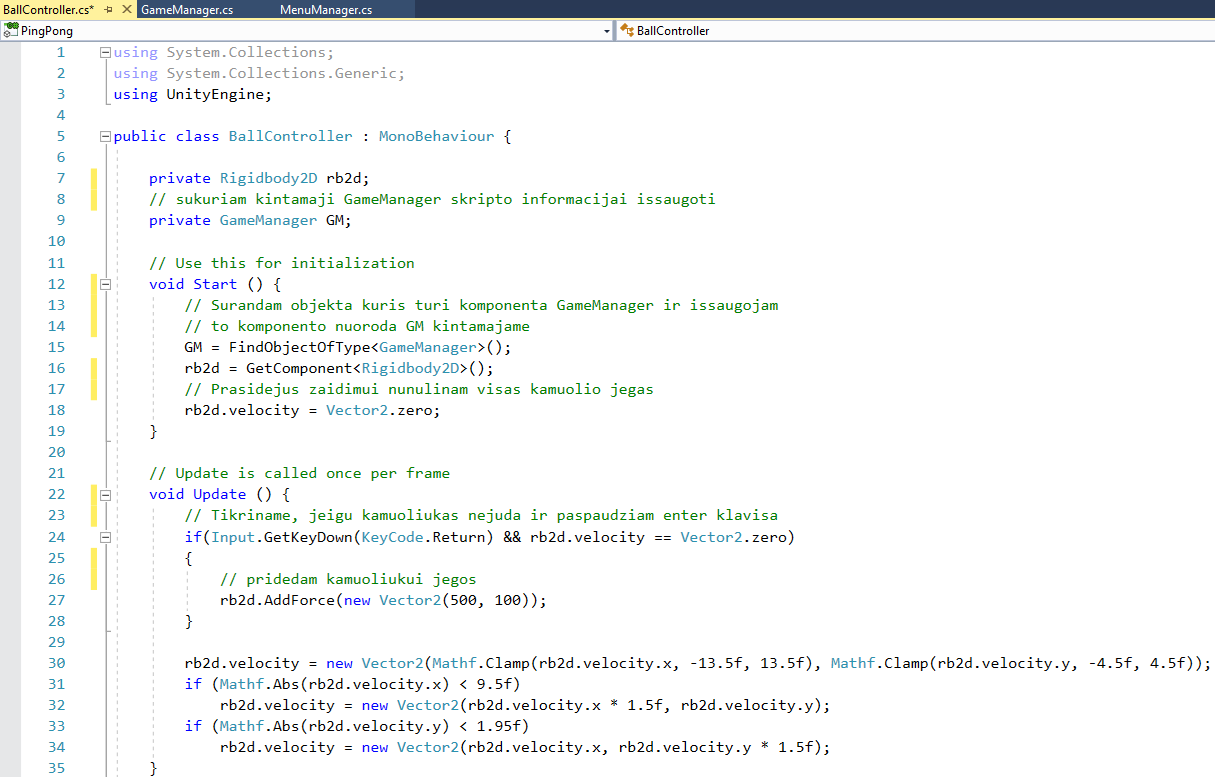 BallController.cs* GameManager.cs MenuManager.cs
PingPong BallController
1 using System.Collections;
2 using System.Collections.Generic;
3 using UnityEngine;
4
5 public class BallController : MonoBehaviour {
6
7 private Rigidbody2D rb2d;
8 // sukuriam kintamaji GameManager skripto informacijai issaugoti
9 private GameManager GM;
10
11 // Use this for initialization
12 void Start () {
13 // Surandam objekta kuris turi komponenta GameManager ir issaugojam
14 // to komponento nuoroda GM kintamajame
15 GM = FindObjectOfType<GameManager>();
16 rb2d = GetComponent<Rigidbody2D>();
17 // Prasidejus zaidimui nunulinam visas kamuolio jegas
18 rb2d.velocity = Vector2.zero;
19 }
20
21 // Update is called once per frame
22 void Update () {
23 // Tikriname, jeigu kamuoliukas nejuda ir paspaudziam enter klavisa
24 if(Input.GetKeyDown(KeyCode.Return) && rb2d.velocity == Vector2.zero)
25 {
26 // pridedam kamuoliukui jegos
27 rb2d.AddForce(new Vector2(500, 100));
28 }
29
30 rb2d.velocity = new Vector2(Mathf.Clamp(rb2d.velocity.x, -13.5f, 13.5f), Mathf.Clamp(rb2d.velocity.y, -4.5f, 4.5f));
31 if (Mathf.Abs(rb2d.velocity.x) < 9.5f)
32 rb2d.velocity = new Vector2(rb2d.velocity.x * 1.5f, rb2d.velocity.y);
33 if (Mathf.Abs(rb2d.velocity.y) < 1.95f)
34 rb2d.velocity = new Vector2(rb2d.velocity.x, rb2d.velocity.y * 1.5f);
35 }